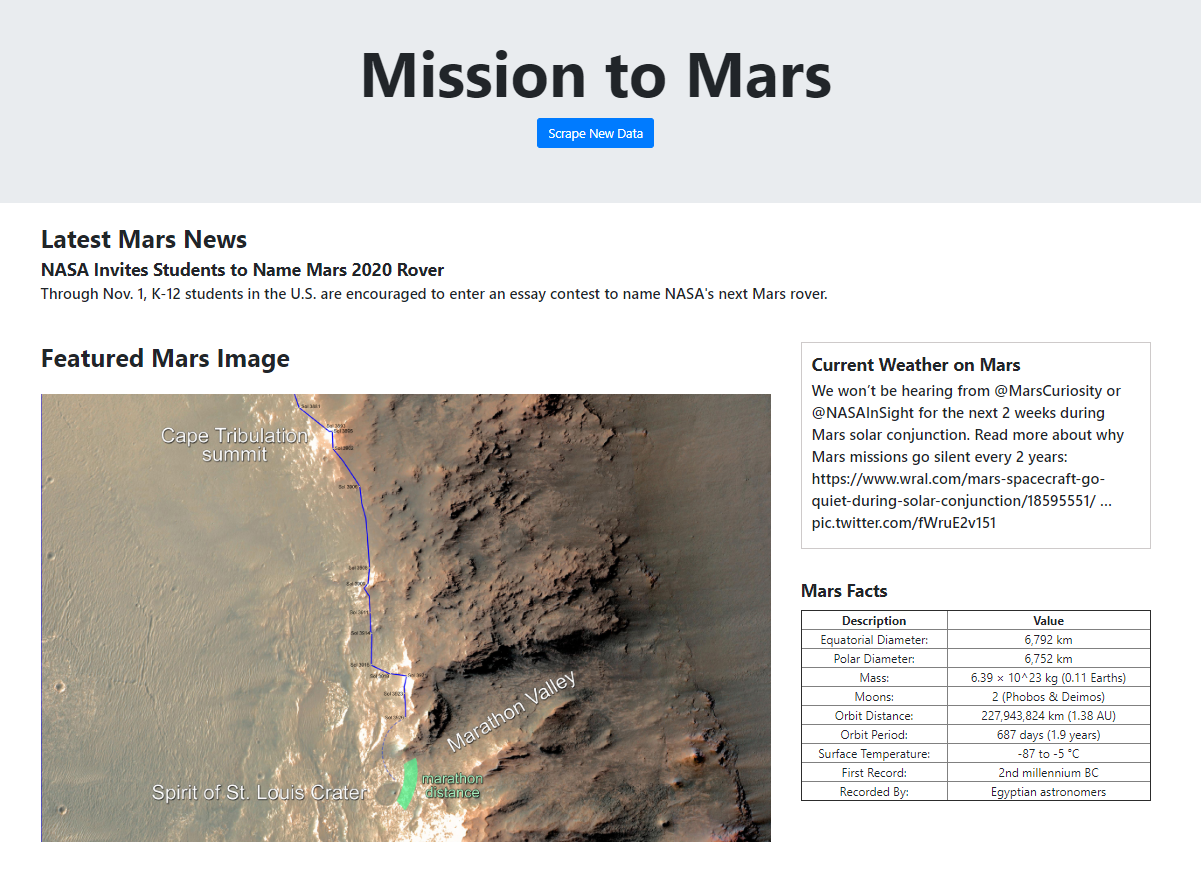 Mission to Mars
Scrape New Data
Latest Mars News
NASA Invites Students to Name Mars 2020 Rover
Through Nov. 1, K-12 students in the U.S. are encouraged to enter an essay contest to name NASA's next Mars rover.
Featured Mars Image
Cape Tribulation
summit
Marathon Valley
Spirit of St. Louis Crater
marathon
distance
Current Weather on Mars
We won't be hearing from @MarsCuriosity or
@NASAInSight for the next 2 weeks during
Mars solar conjunction. Read more about why
Mars missions go silent every 2 years:
https://www.wral.com/mars-spacecraft-go-
quiet-during-solar-conjunction/18595551/ …
pic.twitter.com/fWruE2v151
Mars Facts
Description Value
Equatorial Diameter: 6,792 km
Polar Diameter: 6,752 km
Mass: 6.39 × 10^23 kg (0.11 Earths)
Moons: 2 (Phobos & Deimos)
Orbit Distance: 227,943,824 km (1.38 AU)
Orbit Period: 687 days (1.9 years)
Surface Temperature: -87 to -5 °C
First Record: 2nd millennium BC
Recorded By: Egyptian astronomers